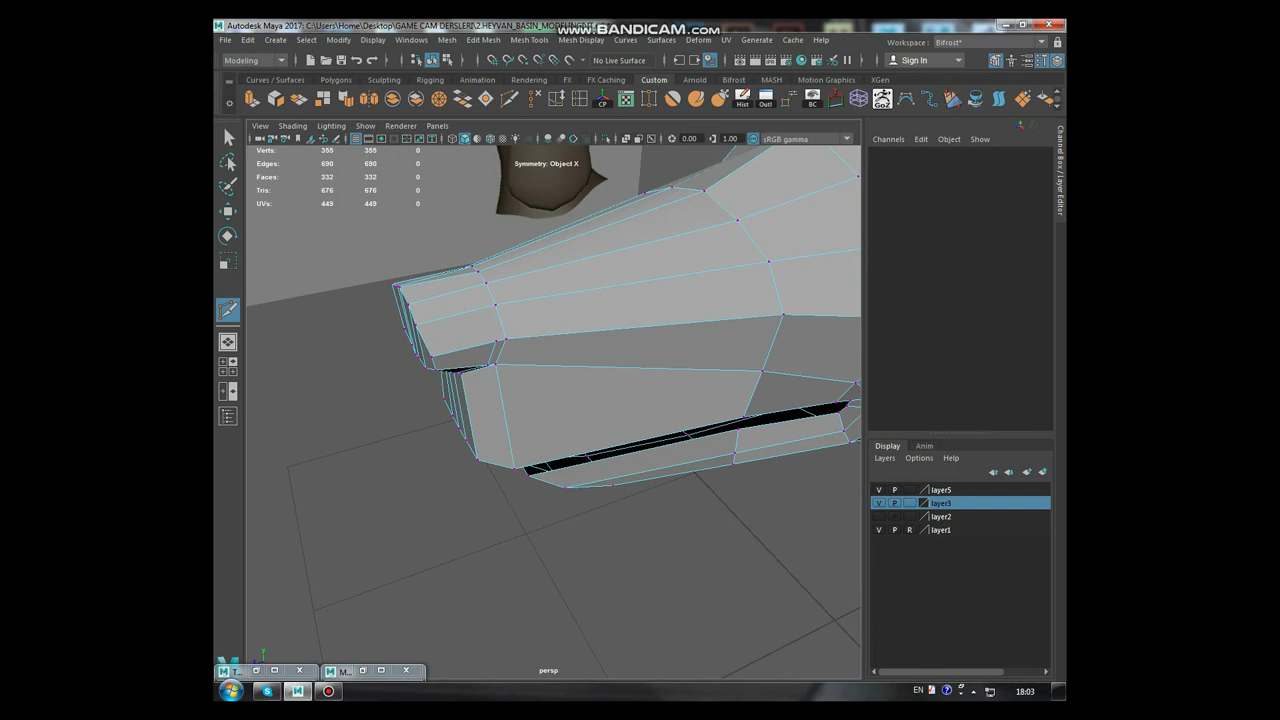 Autodesk Maya 2017: C:\Users\Home\Desktop\GAME CAM DERSLERI\2.HEYVAN_BASIN_MODELING\
www.BANDICAM.com
File Edit Create Select Modify Display Windows Mesh Edit Mesh Mesh Tools Mesh Display Curves Surfaces Deform UV Generate Cache Help Workspace : Bifrost*
Modeling No Live Surface Sign In
Curves / Surfaces Polygons Sculpting Rigging Animation Rendering FX FX Caching Custom Arnold Bifrost MASH Motion Graphics XGen
CP Hist Outl BC GoZ
View Shading Lighting Show Renderer Panels
0.00 1.00 sRGB gamma
Channels Edit Object Show
Channel Box / Layer Editor
Verts: 355 355 0
Edges: 690 690 0
Faces: 332 332 0
Tris: 676 676 0
UVs: 449 449 0
Symmetry: Object X
Display Anim
Layers Options Help
V P layer5
V P layer3
layer2
V P R layer1
persp
y
T... M...
EN 18:03